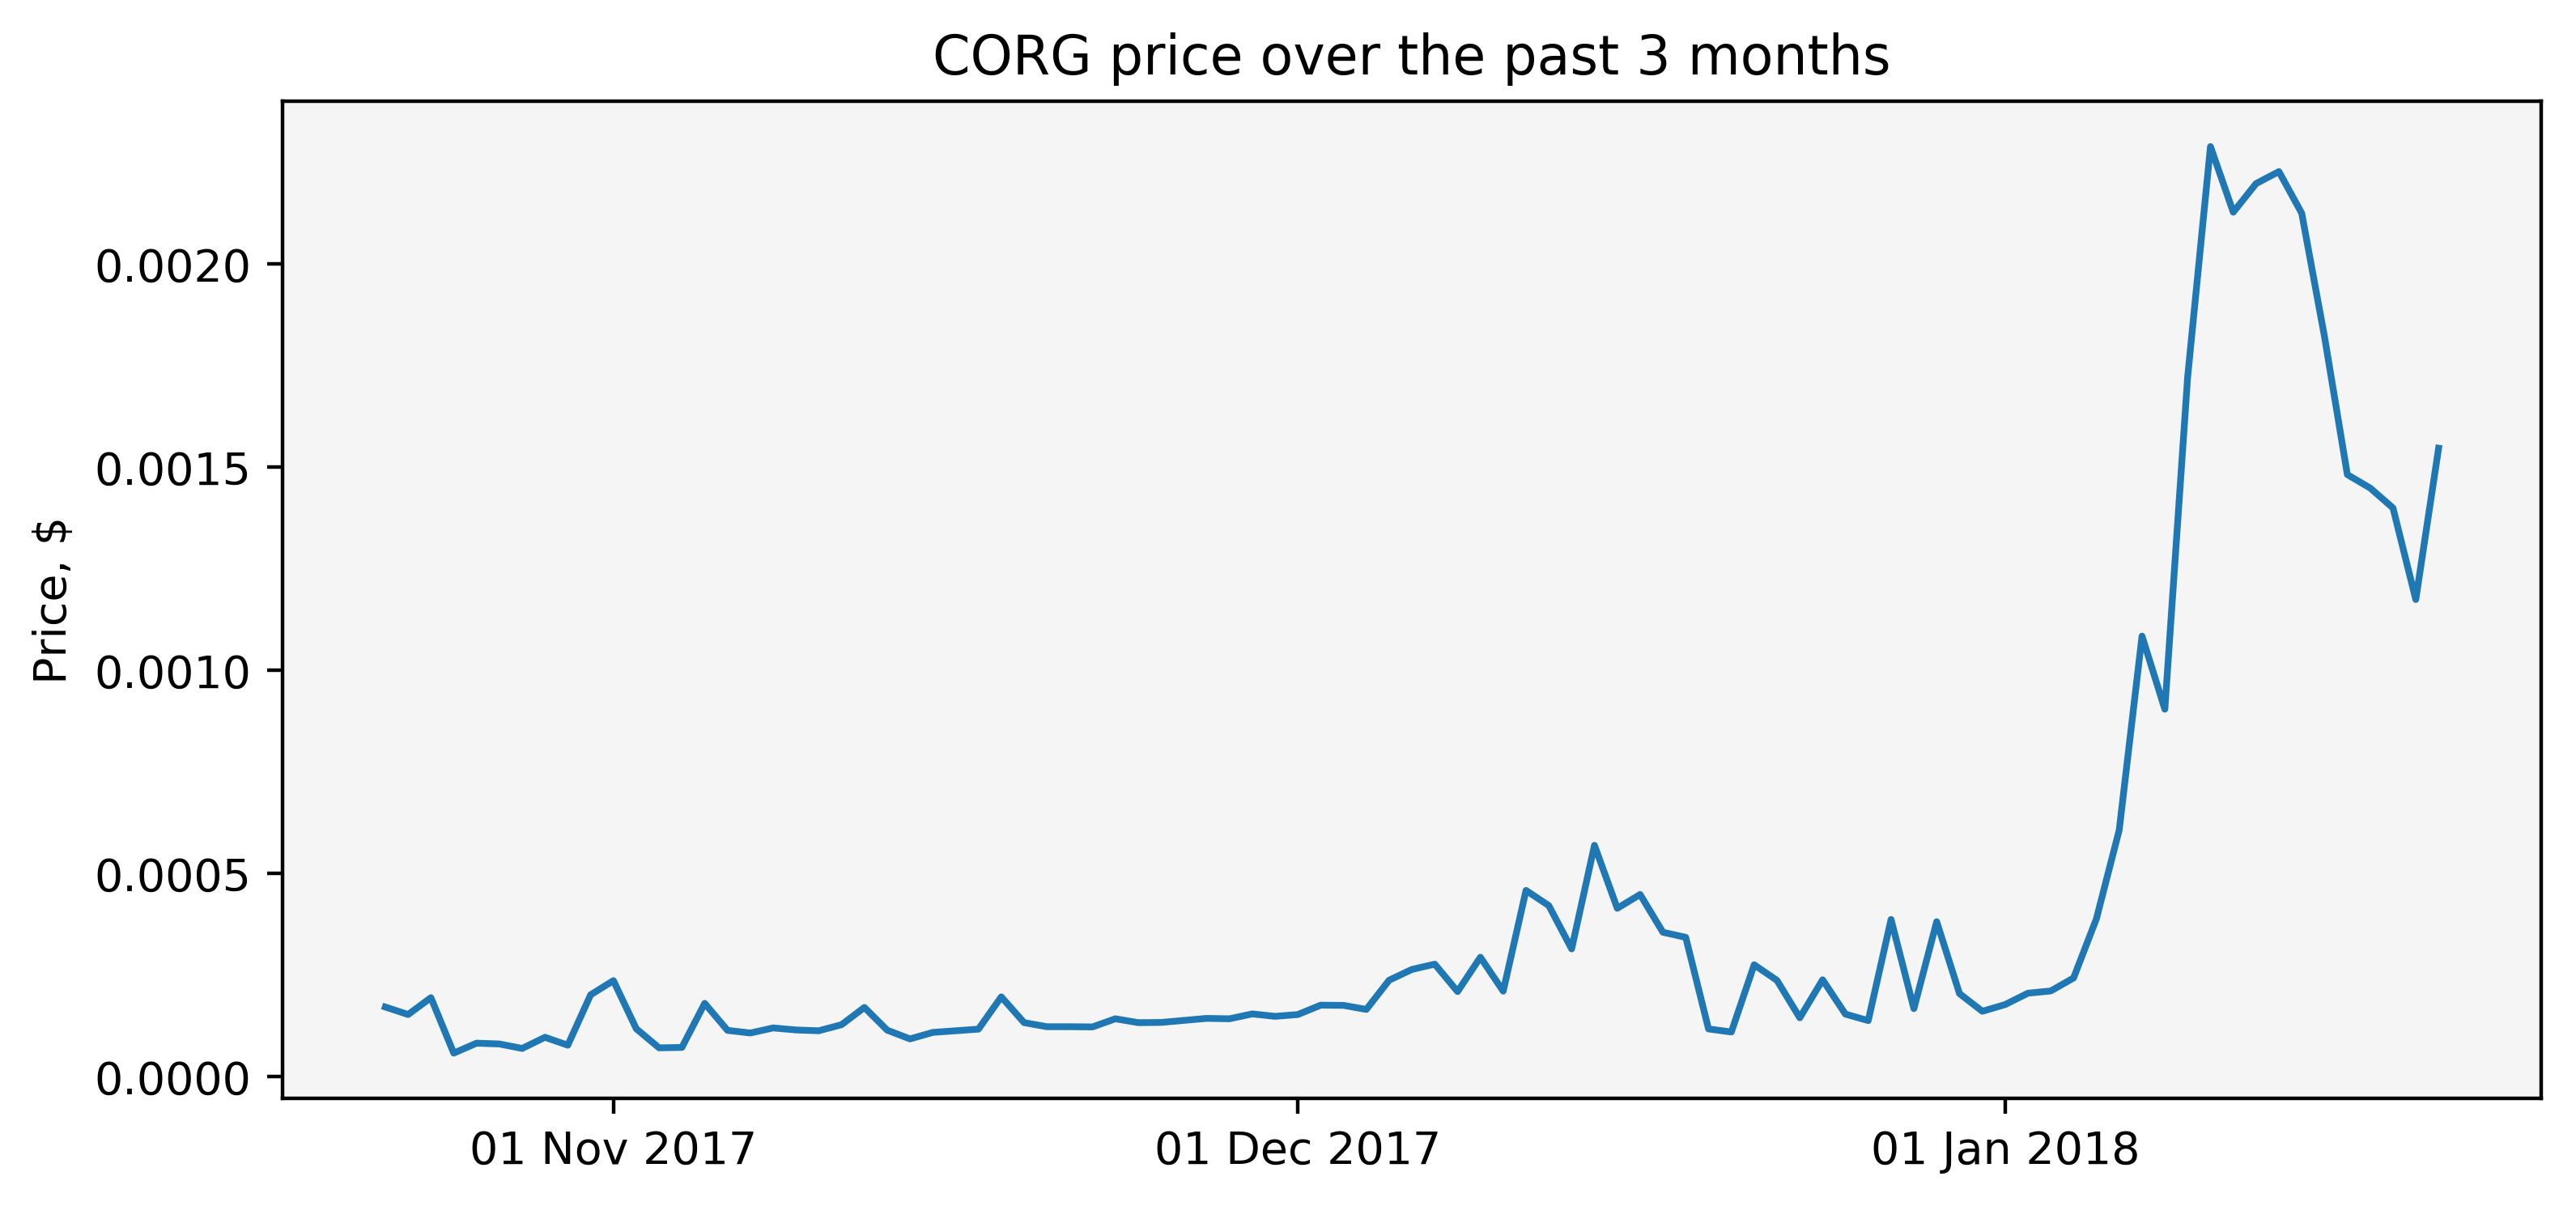 CORG price over the past 3 months
Price, $
0.0020
0.0015
0.0010
0.0005
0.0000
01 Nov 2017
01 Dec 2017
01 Jan 2018